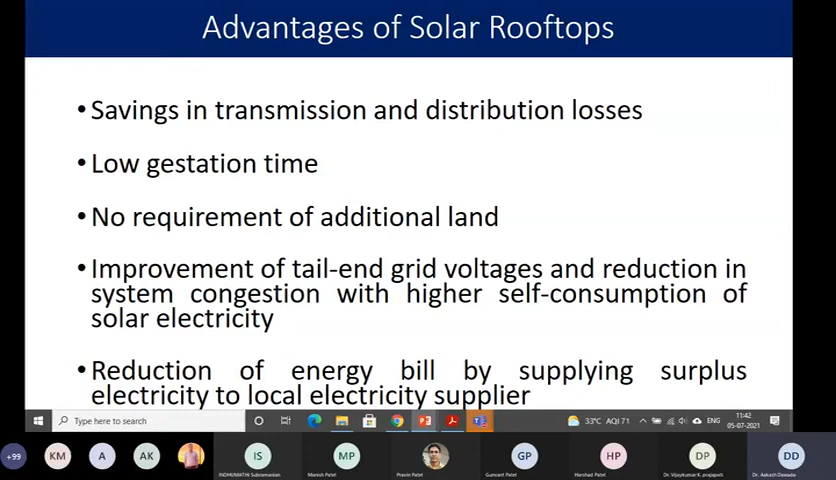 Advantages of Solar Rooftops
•Savings in transmission and distribution losses
•Low gestation time
•No requirement of additional land
•Improvement of tail-end grid voltages and reduction in
system congestion with higher self-consumption of
solar electricity
•Reduction of energy bill by supplying surplus
electricity to local electricity supplier
Type here to search
33°C AQI 71
ENG
11:42
05-07-2021
+99
KM
A
AK
IS
MP
GP
HP
DP
DD
INDHUMATHI Subramanian
Manish Patel
Pravin Patel
Gunvant Patel
Harshad Patel
Dr. Vijaykumar K. prajapati
Dr. Aakash Dewada